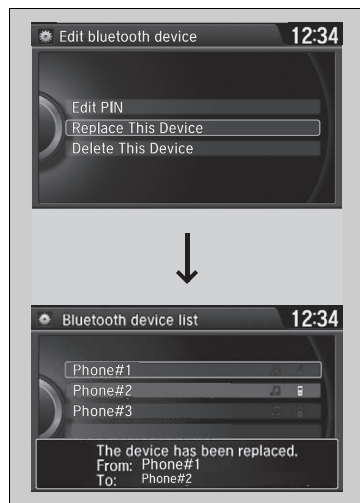 Edit bluetooth device 12:34
Edit PIN
Replace This Device
Delete This Device
Bluetooth device list 12:34
Phone#1
Phone#2
Phone#3
The device has been replaced.
From: Phone#1
To: Phone#2